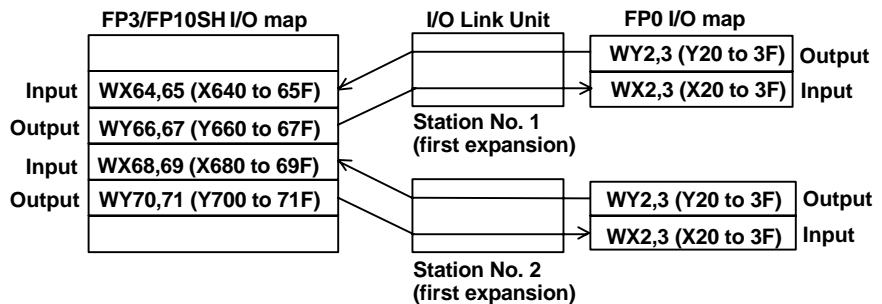 FP3/FP10SH I/O map
I/O Link Unit
FP0 I/O map
WY2,3 (Y20 to 3F) Output
Input WX64,65 (X640 to 65F)
WX2,3 (X20 to 3F) Input
Output WY66,67 (Y660 to 67F)
Station No. 1
(first expansion)
Input WX68,69 (X680 to 69F)
Output WY70,71 (Y700 to 71F)
WY2,3 (Y20 to 3F) Output
WX2,3 (X20 to 3F) Input
Station No. 2
(first expansion)